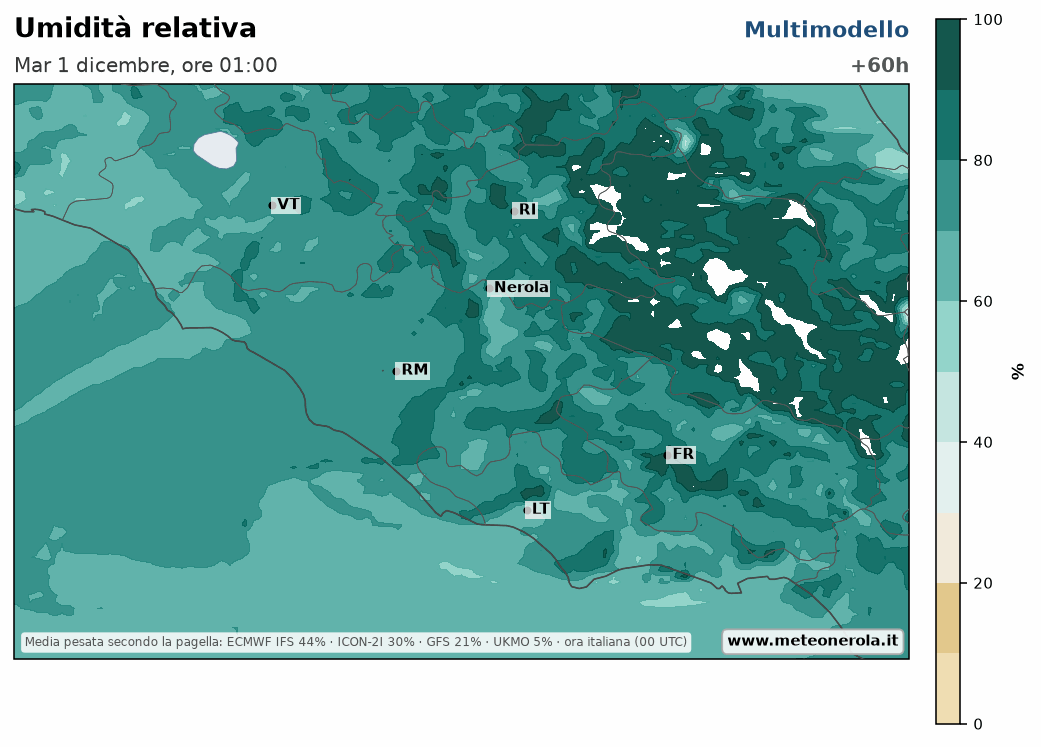 Umidità relativa
Multimodello
Mar 1 dicembre, ore 01:00
+60h
VT
RI
Nerola
RM
FR
LT
Media pesata secondo la pagella: ECMWF IFS 44% · ICON-2I 30% · GFS 21% · UKMO 5% · ora italiana (00 UTC)
www.meteonerola.it
100
80
60
40
20
0
%